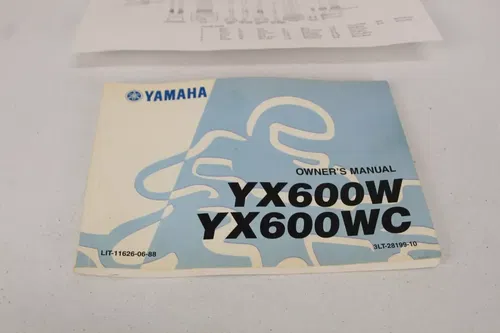 YAMAHA
OWNER'S MANUAL
YX600W
YX600WC
LIT-11626-06-88
3LT-28199-10